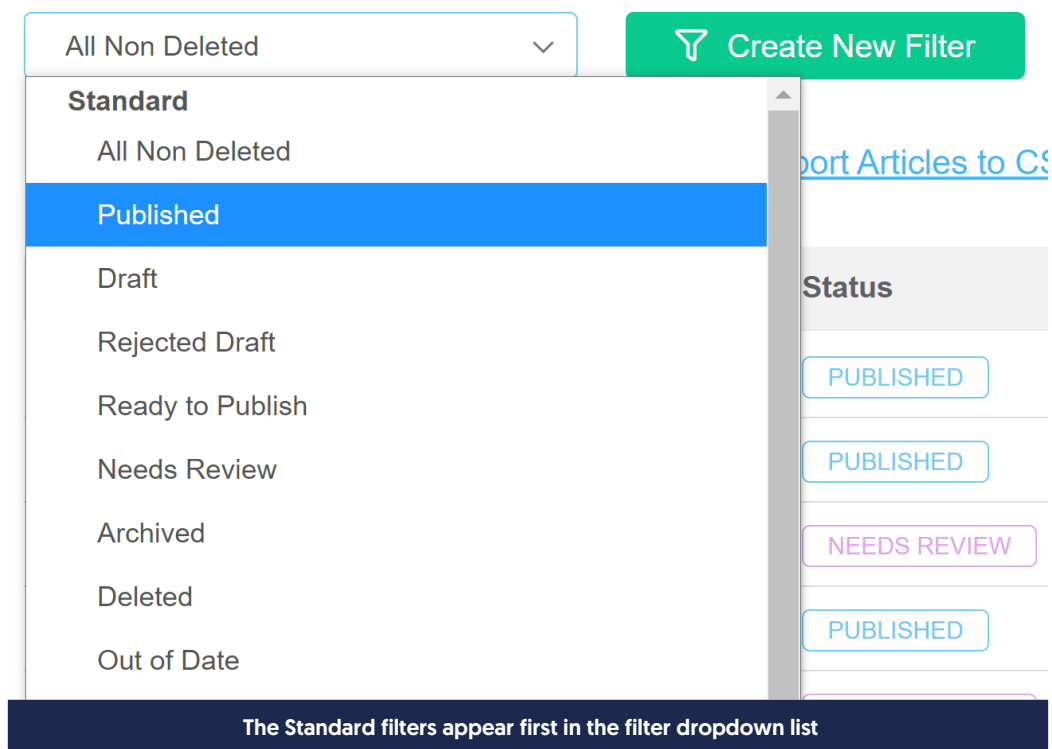 All Non Deleted
Create New Filter
Standard
All Non Deleted
Published
Draft
Rejected Draft
Ready to Publish
Needs Review
Archived
Deleted
Out of Date
Articles to
Status
PUBLISHED
PUBLISHED
NEEDS REVIEW
PUBLISHED
The Standard filters appear first in the filter dropdown list